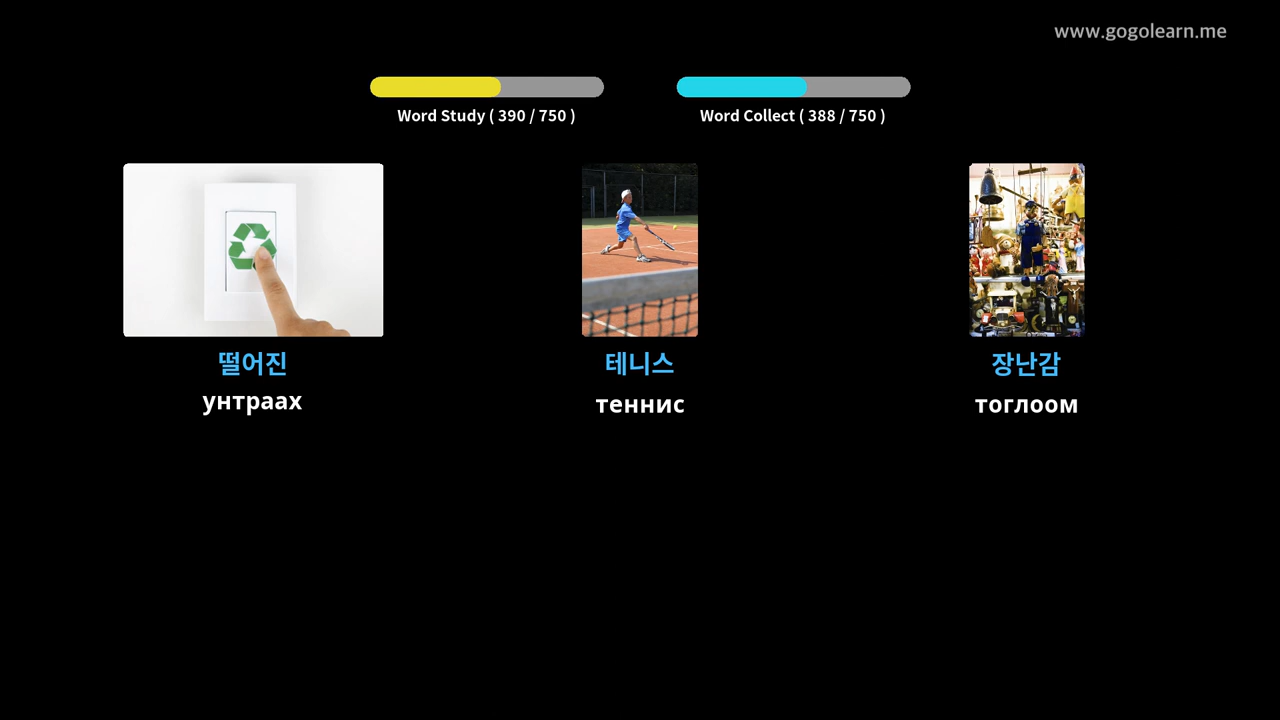 www.gogolearn.me
Word Study ( 390 / 750 )
Word Collect ( 388 / 750 )
떨어진
테니스
장난감
унтраах
теннис
тоглоом